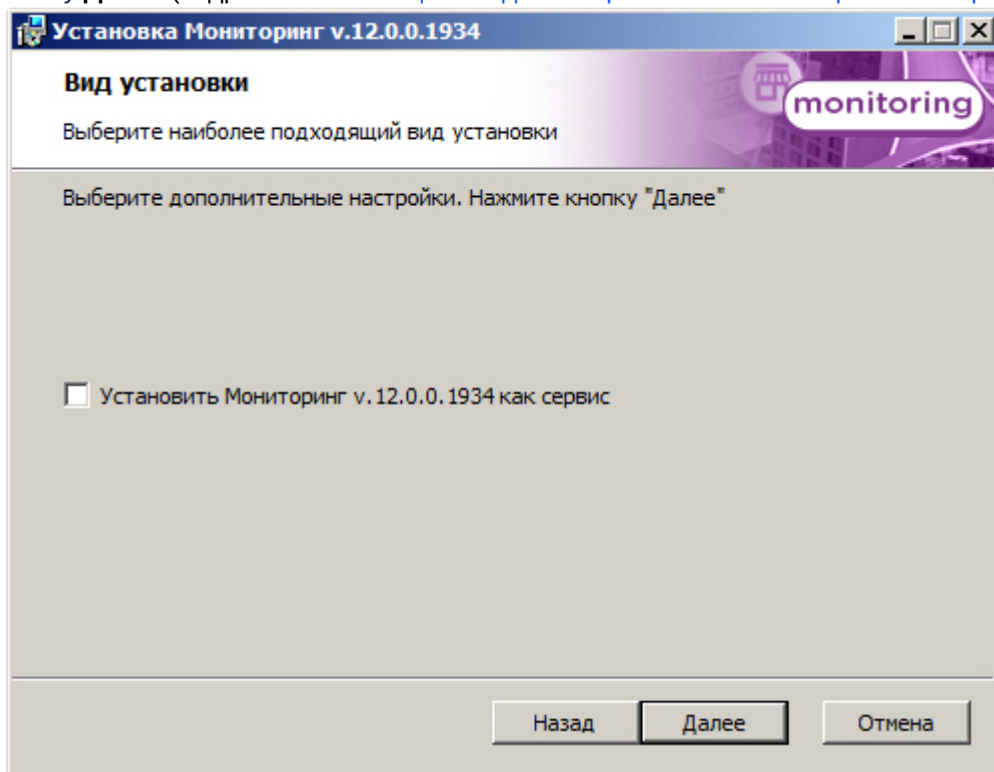 Установка Мониторинг v.12.0.0.1934
Вид установки
monitoring
Выберите наиболее подходящий вид установки
Выберите дополнительные настройки. Нажмите кнопку "Далее"
Установить Мониторинг v.12.0.0.1934 как сервис
Назад Далее Отмена